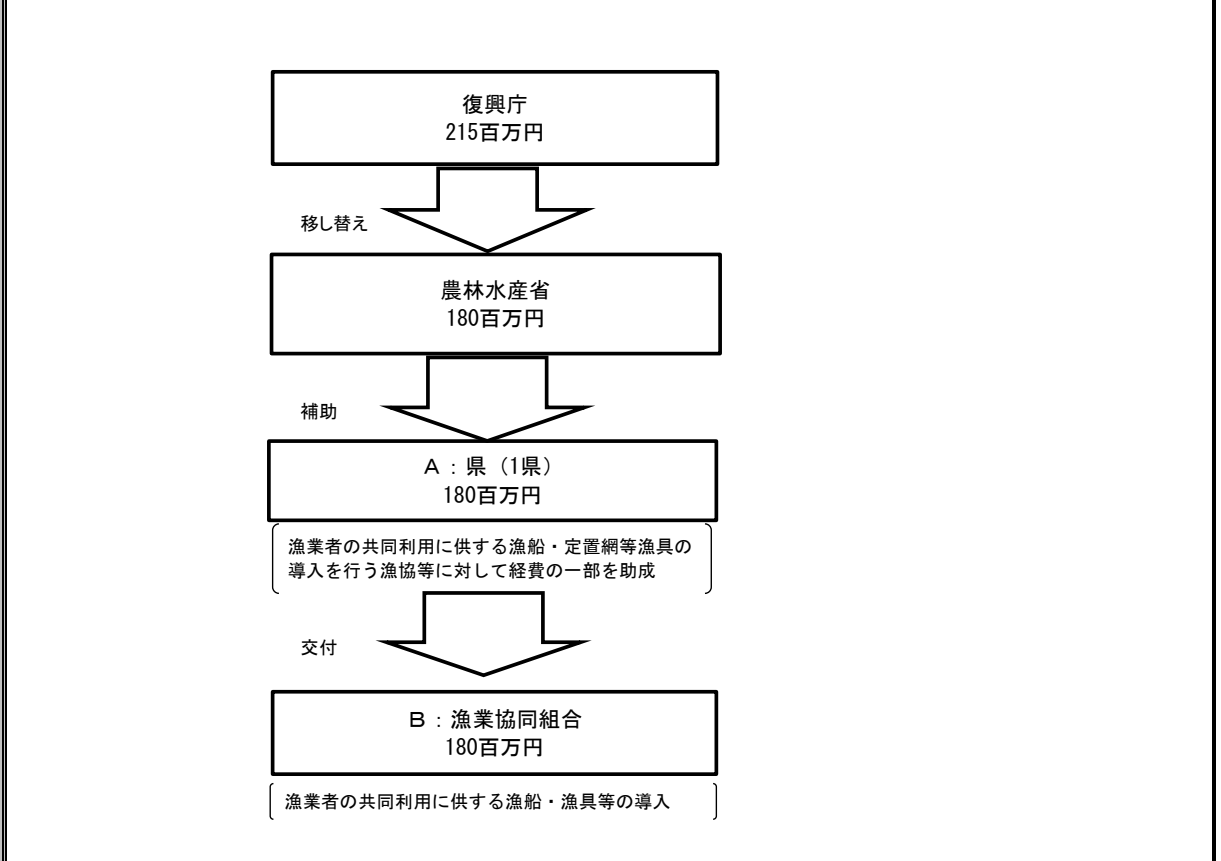 復興庁
215百万円
移し替え
農林水産省
180百万円
補助
Ａ：県（1県）
180百万円
漁業者の共同利用に供する漁船・定置網等漁具の
導入を行う漁協等に対して経費の一部を助成
交付
Ｂ：漁業協同組合
180百万円
漁業者の共同利用に供する漁船・漁具等の導入